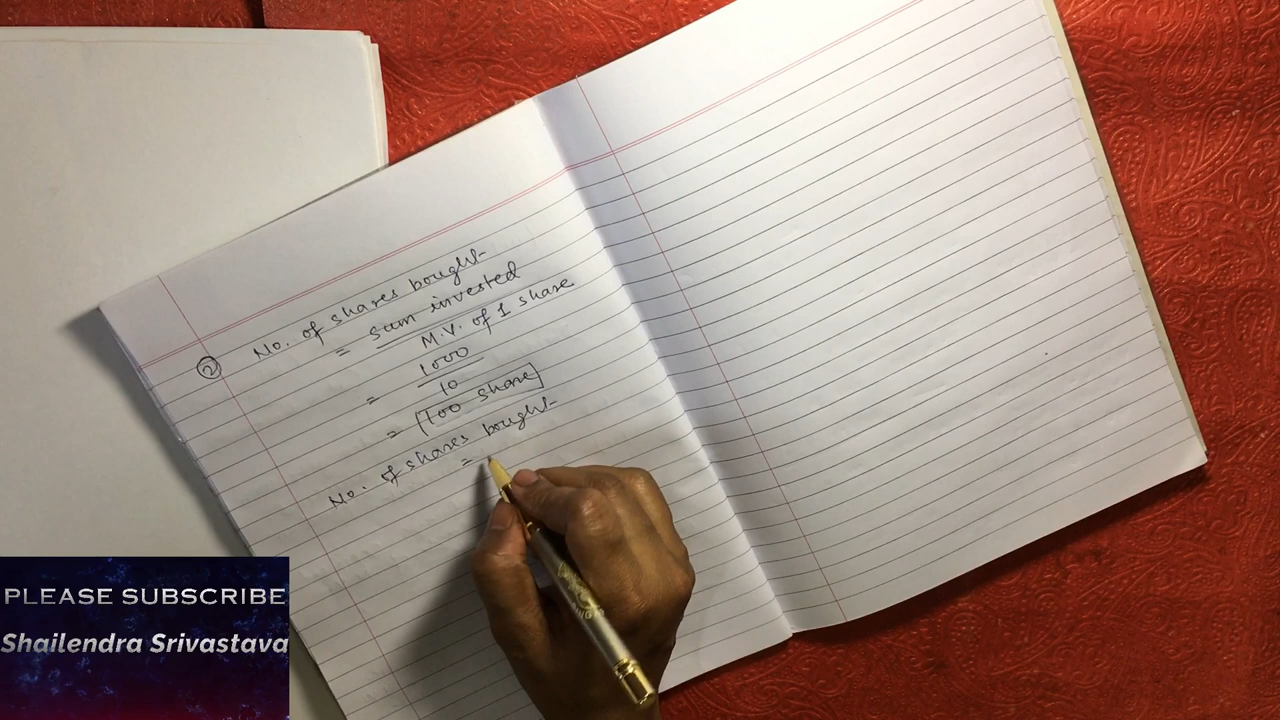 ② No. of shares bought
= Sum invested
M.V. of 1 share
= 1000
10
= [100 share]
No. of shares bought
=
PLEASE SUBSCRIBE
Shailendra Srivastava